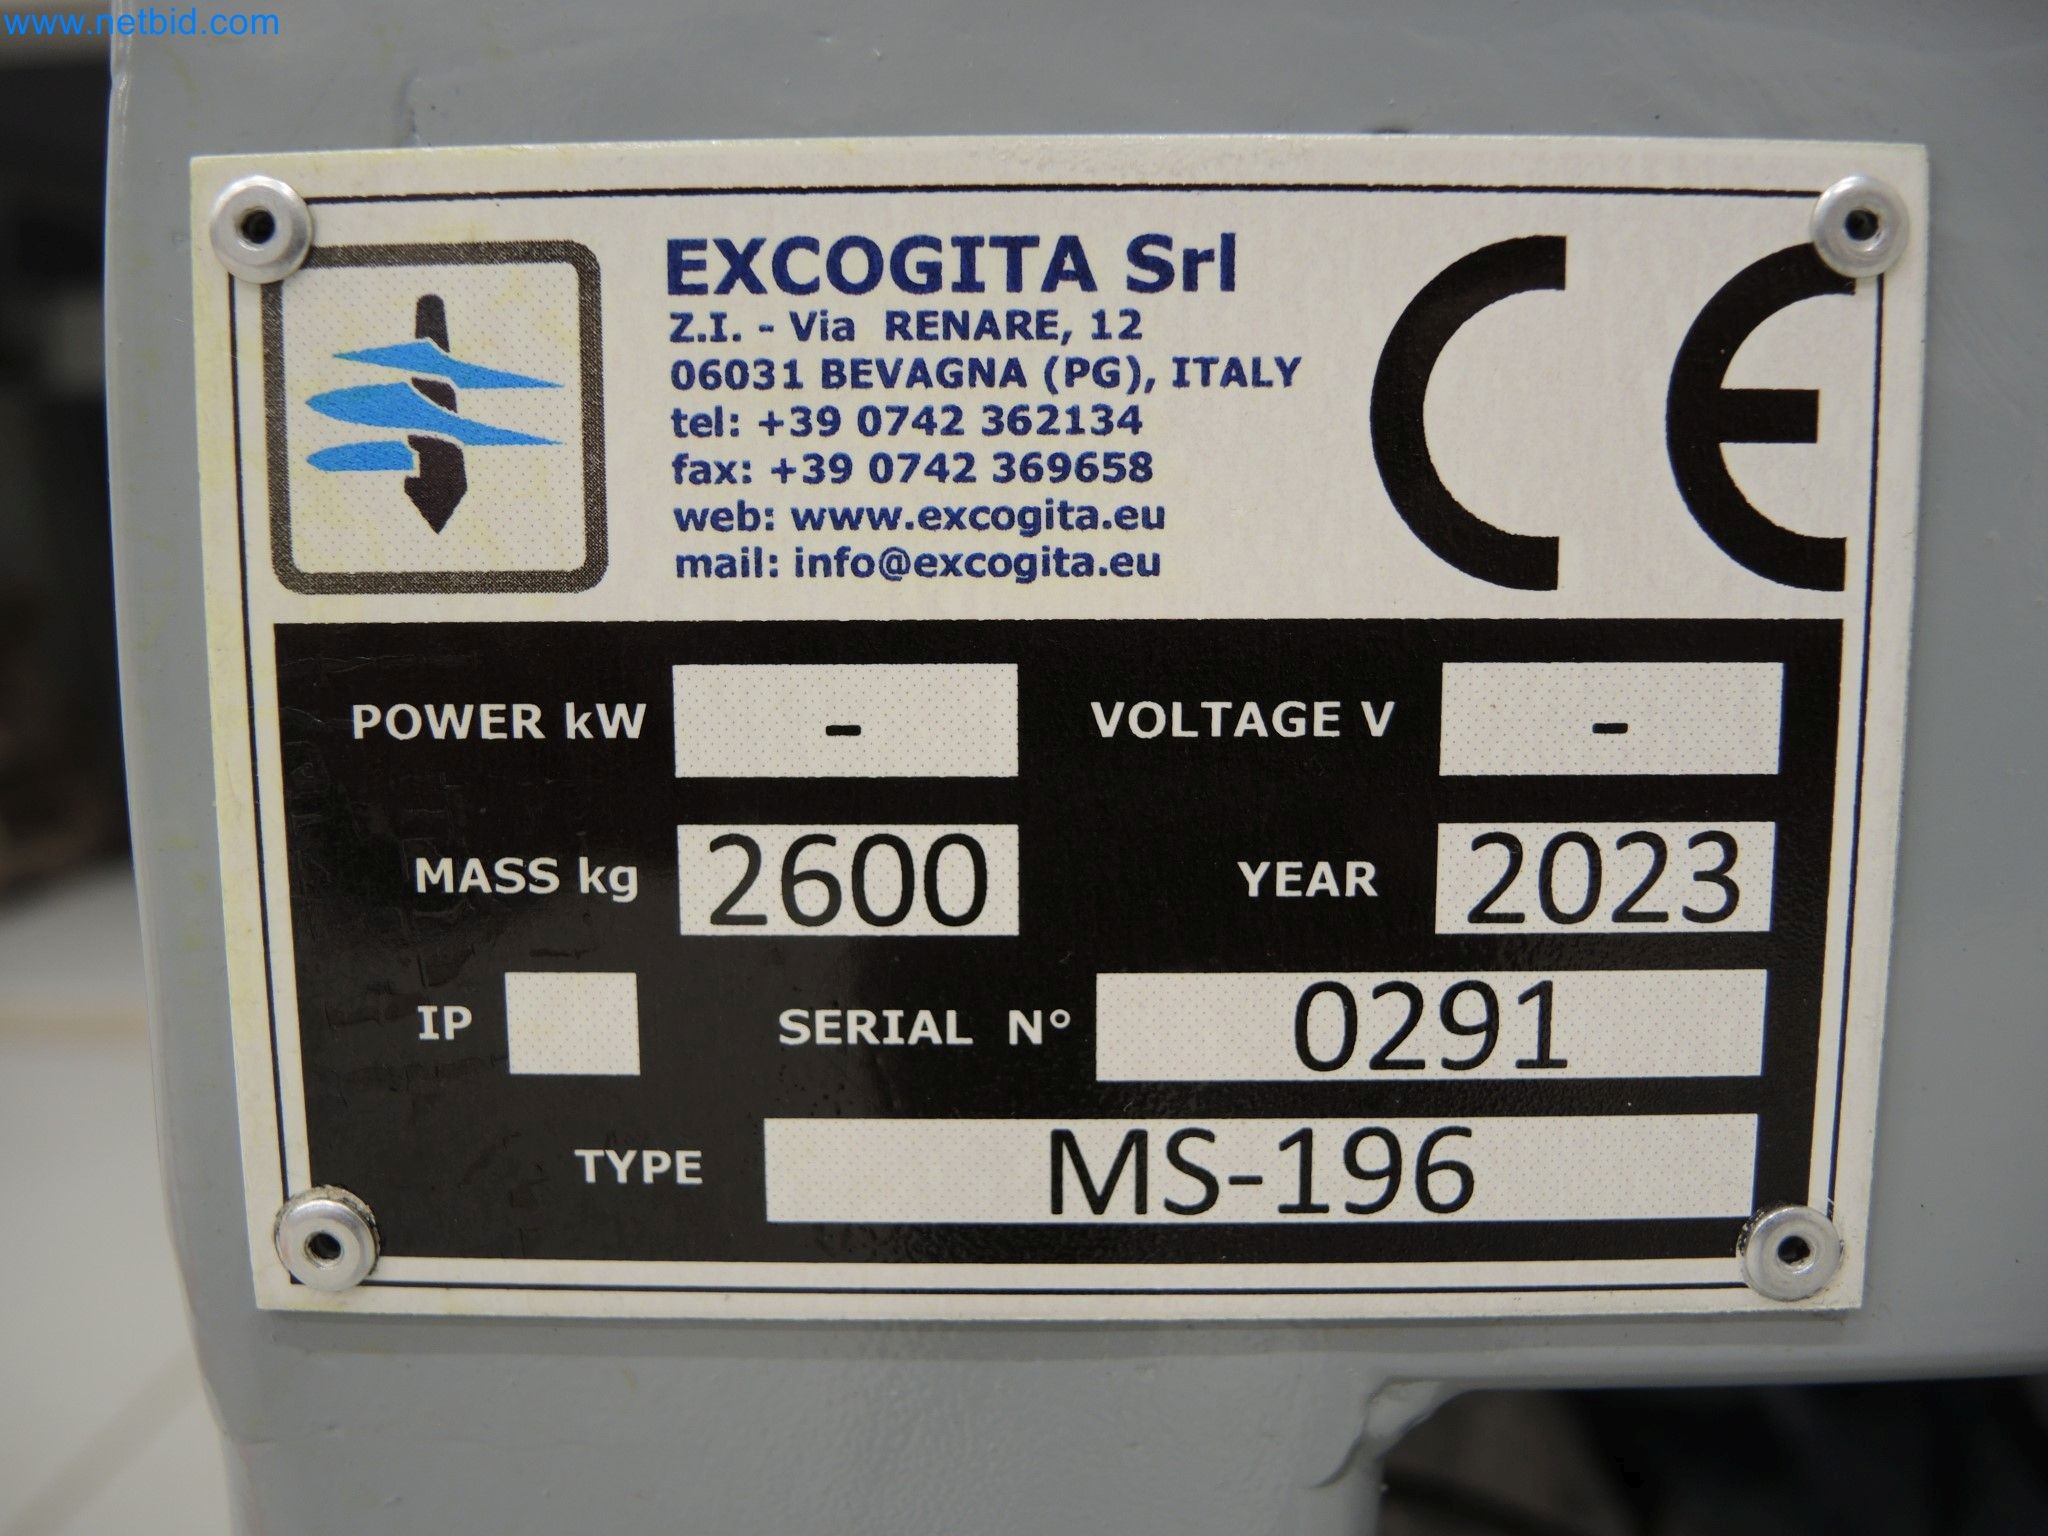 www.netbid.com
EXCOGITA Srl
Z.I. - Via RENARE, 12
06031 BEVAGNA (PG), ITALY
tel: +39 0742 362134
fax: +39 0742 369658
web: www.excogita.eu
mail: info@excogita.eu
CE
POWER kW - VOLTAGE V -
MASS kg 2600 YEAR 2023
IP SERIAL N° 0291
TYPE MS-196